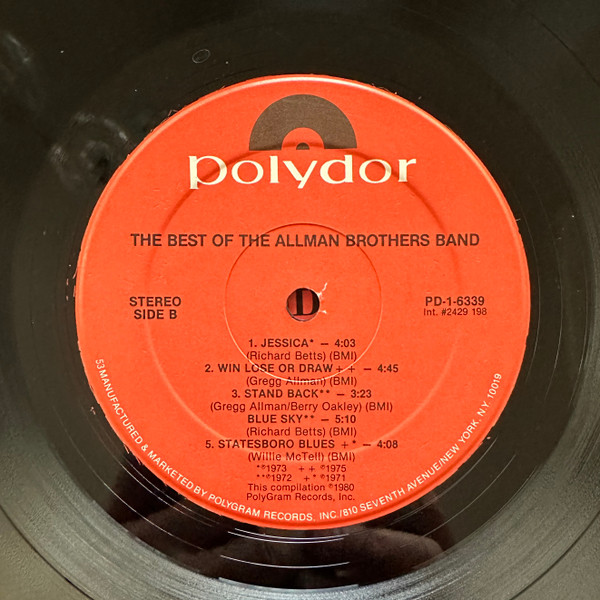 polydor
THE BEST OF THE ALLMAN BROTHERS BAND
STEREO
SIDE B
PD-1-6339
Int. #2429 198
D
1. JESSICA* — 4:03
(Richard Betts) (BMI)
2. WIN LOSE OR DRAW++ — 4:45
(Gregg Allman) (BMI)
3. STAND BACK** — 3:23
(Gregg Allman/Berry Oakley) (BMI)
BLUE SKY** — 5:10
(Richard Betts) (BMI)
5. STATESBORO BLUES +* — 4:08
(Willie McTell) (BMI)
*℗1973 ++℗1975
**℗1972 +*℗1971
This compilation ℗1980
PolyGram Records, Inc.
53 MANUFACTURED & MARKETED BY POLYGRAM RECORDS. INC./810 SEVENTH AVENUE/NEW YORK, N.Y. 10019